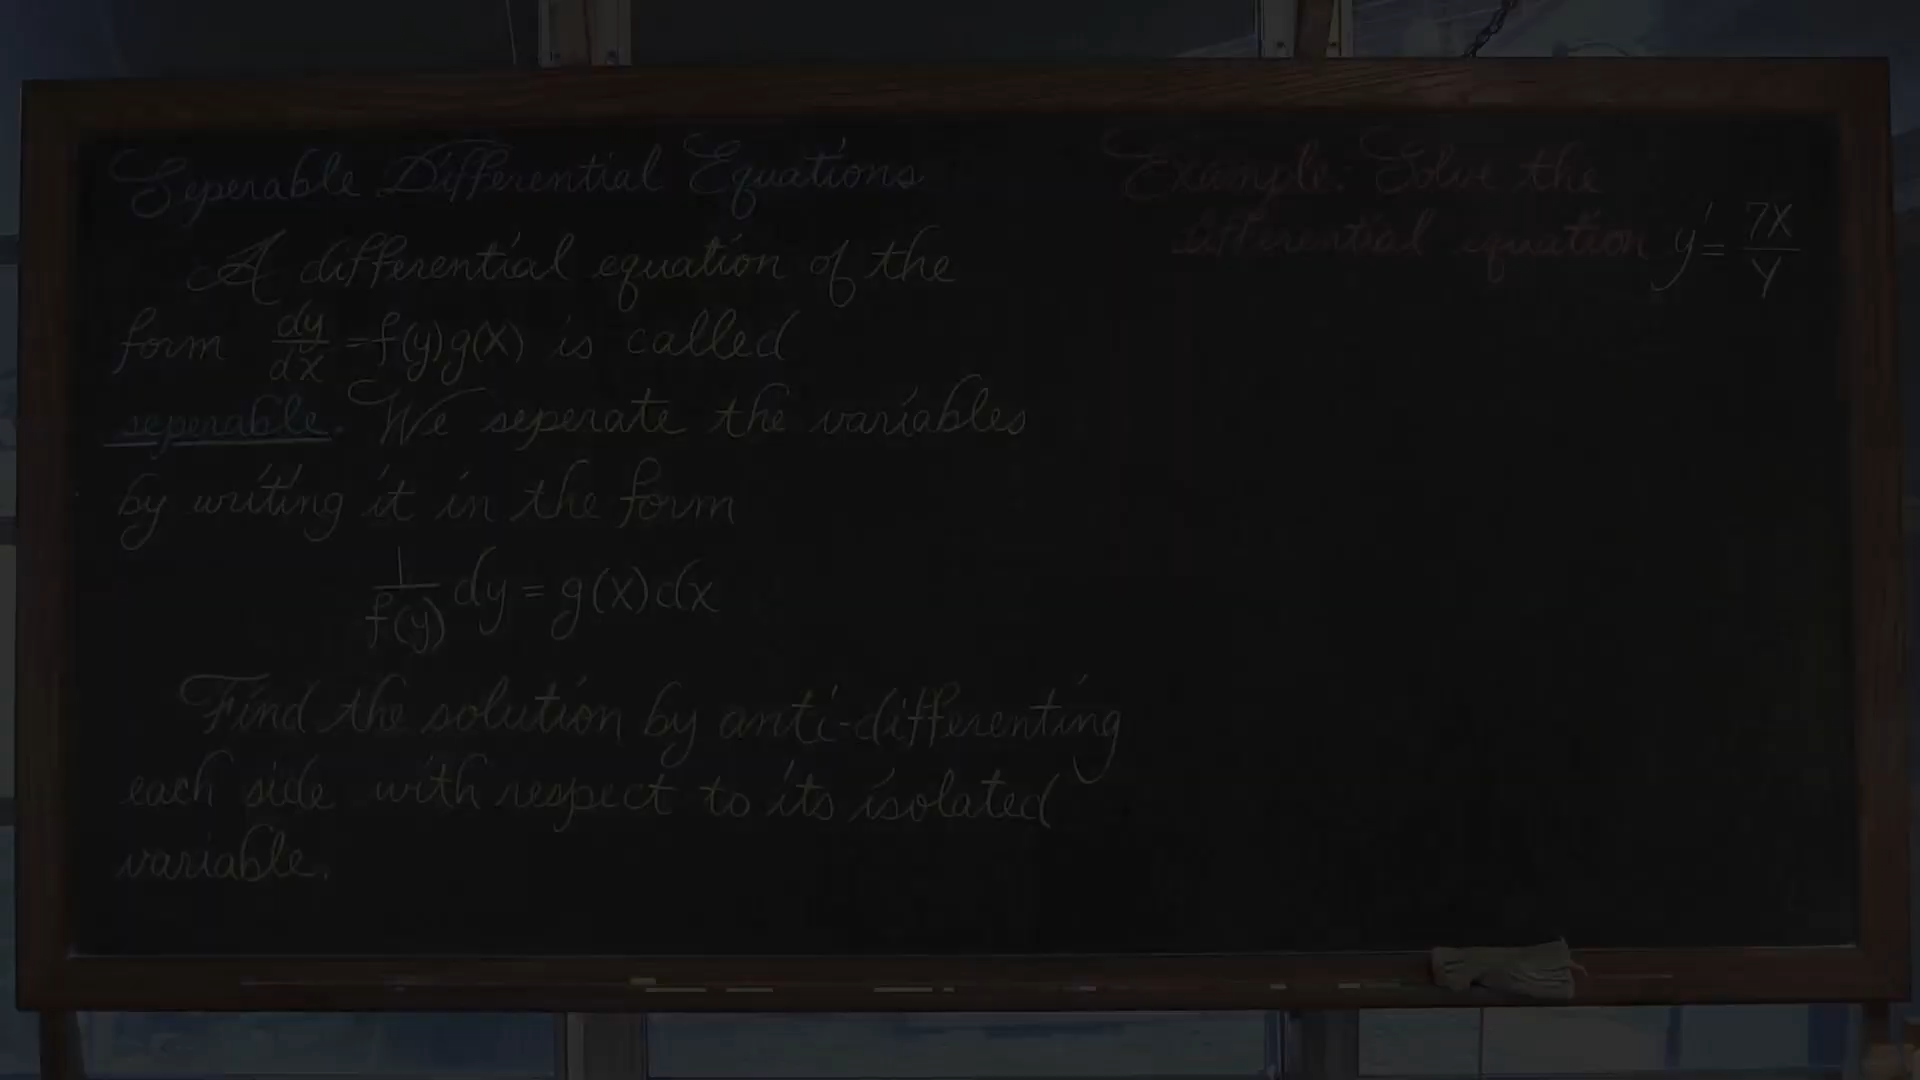 Seperable Differential Equations
A differential equation of the
form dy/dx = f(y)g(x) is called
seperable. We seperate the variables
by writing it in the form
1/f(y) dy = g(x)dx
Find the solution by anti-differenting
each side with respect to its isolated
variable.
Example: Solve the
differential equation y' = 7x/y